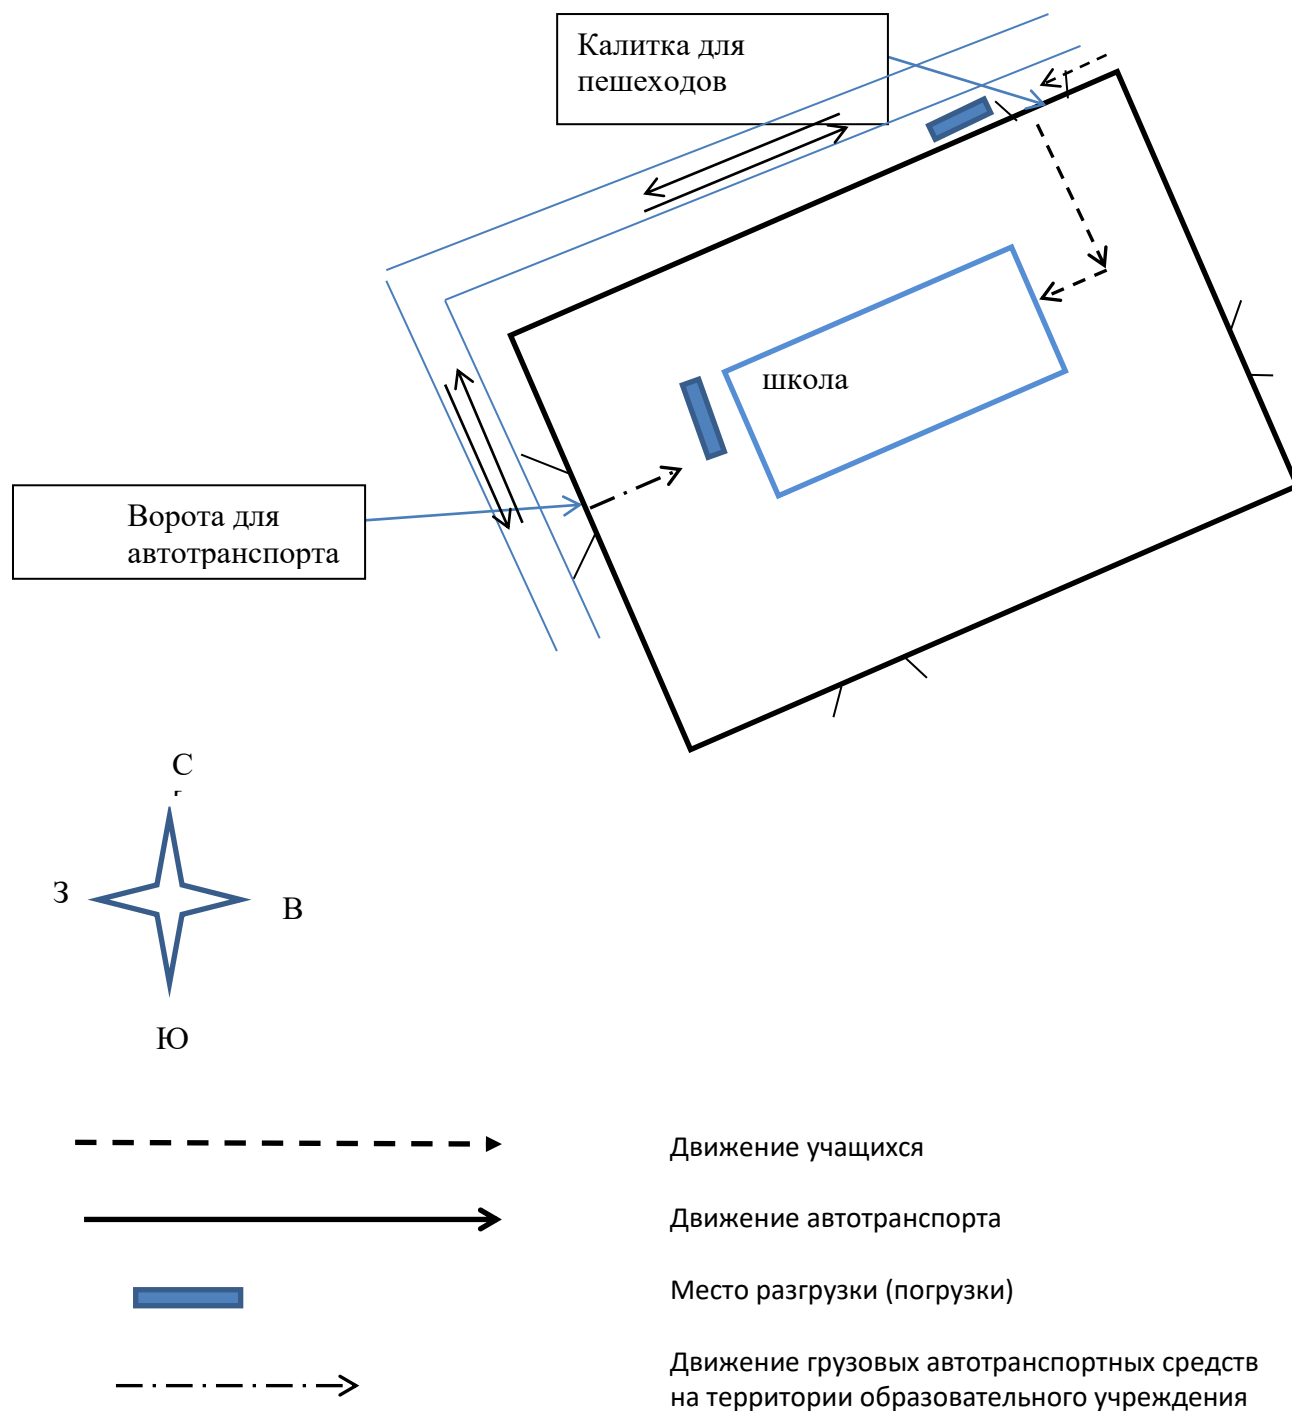 Калитка для
пешеходов
школа
Ворота для
автотранспорта
С
З
В
Ю
Движение учащихся
Движение автотранспорта
Место разгрузки (погрузки)
Движение грузовых автотранспортных средств
на территории образовательного учреждения